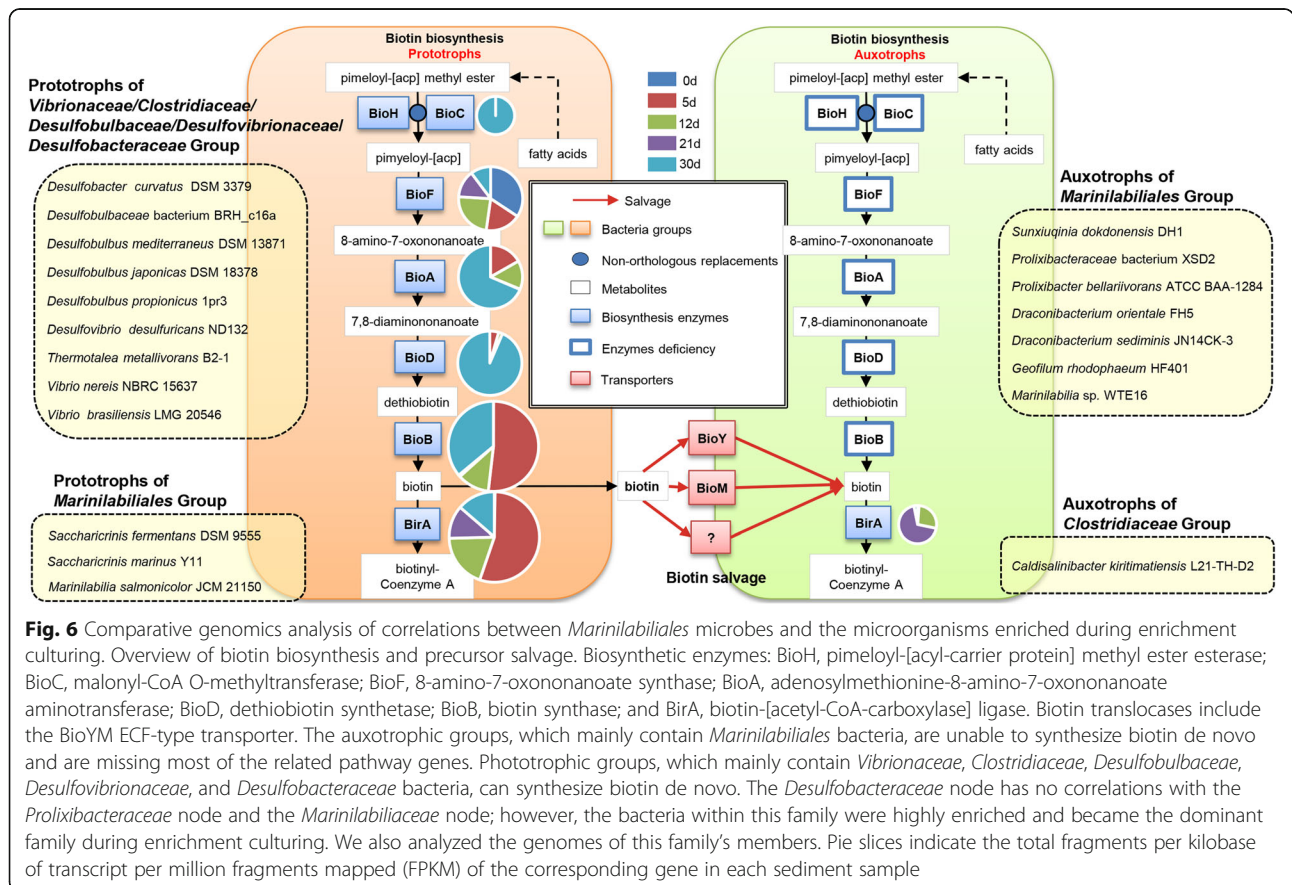 Biotin biosynthesis
Prototrophs
pimeloyl-[acp] methyl ester
BioH
BioC
fatty acids
pimyeloyl-[acp]
BioF
8-amino-7-oxononanoate
BioA
7,8-diaminononanoate
BioD
dethiobiotin
BioB
biotin
BirA
biotinyl-
Coenzyme A
Prototrophs of
Vibrionaceae/Clostridiaceae/
Desulfobulbaceae/Desulfovibrionaceae/
Desulfobacteraceae Group
Desulfobacter curvatus DSM 3379
Desulfobulbaceae bacterium BRH_c16a
Desulfobulbus mediterraneus DSM 13871
Desulfobulbus japonicas DSM 18378
Desulfobulbus propionicus 1pr3
Desulfovibrio desulfuricans ND132
Thermotalea metallivorans B2-1
Vibrio nereis NBRC 15637
Vibrio brasiliensis LMG 20546
Prototrophs of
Marinilabiliales Group
Saccharicrinis fermentans DSM 9555
Saccharicrinis marinus Y11
Marinilabilia salmonicolor JCM 21150
0d
5d
12d
21d
30d
Salvage
Bacteria groups
Non-orthologous replacements
Metabolites
Biosynthesis enzymes
Enzymes deficiency
Transporters
biotin
BioY
BioM
?
Biotin salvage
Biotin biosynthesis
Auxotrophs
pimeloyl-[acp] methyl ester
BioH
BioC
fatty acids
pimyeloyl-[acp]
BioF
8-amino-7-oxononanoate
BioA
7,8-diaminononanoate
BioD
dethiobiotin
BioB
biotin
BirA
biotinyl-
Coenzyme A
Auxotrophs of
Marinilabiliales Group
Sunxiuqinia dokdonensis DH1
Prolixibacteraceae bacterium XSD2
Prolixibacter bellariivorans ATCC BAA-1284
Draconibacterium orientale FH5
Draconibacterium sediminis JN14CK-3
Geofilum rhodophaeum HF401
Marinilabilia sp. WTE16
Auxotrophs of
Clostridiaceae Group
Caldisalinibacter kiritimatiensis L21-TH-D2
Fig. 6 Comparative genomics analysis of correlations between Marinilabiliales microbes and the microorganisms enriched during enrichment
culturing. Overview of biotin biosynthesis and precursor salvage. Biosynthetic enzymes: BioH, pimeloyl-[acyl-carrier protein] methyl ester esterase;
BioC, malonyl-CoA O-methyltransferase; BioF, 8-amino-7-oxononanoate synthase; BioA, adenosylmethionine-8-amino-7-oxononanoate
aminotransferase; BioD, dethiobiotin synthetase; BioB, biotin synthase; and BirA, biotin-[acetyl-CoA-carboxylase] ligase. Biotin translocases include
the BioYM ECF-type transporter. The auxotrophic groups, which mainly contain Marinilabiliales bacteria, are unable to synthesize biotin de novo
and are missing most of the related pathway genes. Phototrophic groups, which mainly contain Vibrionaceae, Clostridiaceae, Desulfobulbaceae,
Desulfovibrionaceae, and Desulfobacteraceae bacteria, can synthesize biotin de novo. The Desulfobacteraceae node has no correlations with the
Prolixibacteraceae node and the Marinilabiliaceae node; however, the bacteria within this family were highly enriched and became the dominant
family during enrichment culturing. We also analyzed the genomes of this family's members. Pie slices indicate the total fragments per kilobase
of transcript per million fragments mapped (FPKM) of the corresponding gene in each sediment sample